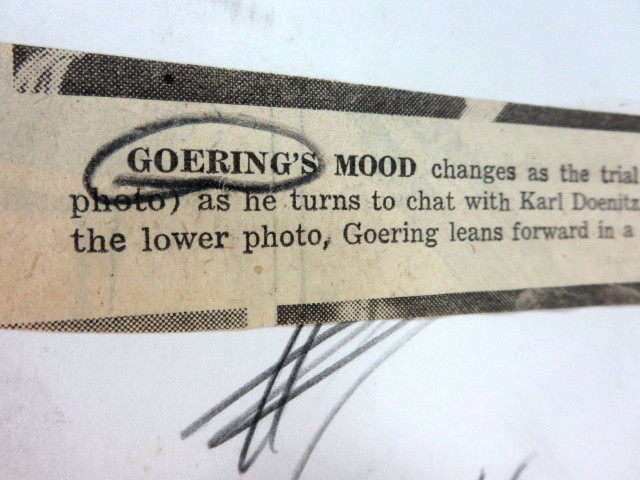 GOERING'S MOOD changes as the trial
photo) as he turns to chat with Karl Doenitz
the lower photo, Goering leans forward in a